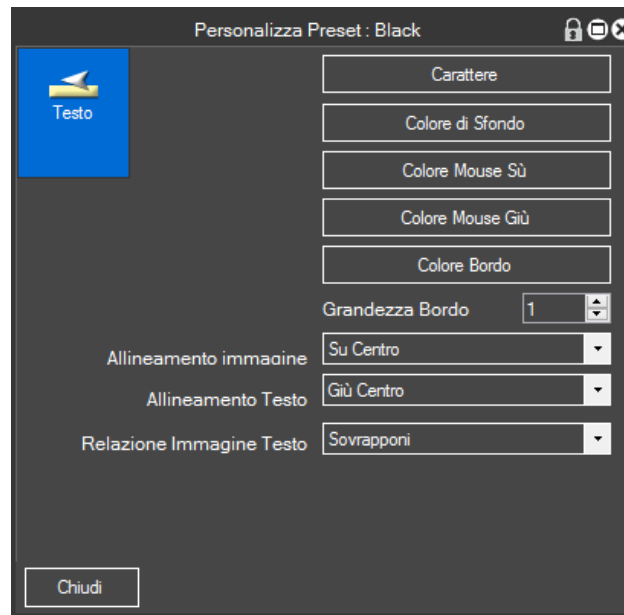 Personalizza Preset : Black
Testo
Carattere
Colore di Sfondo
Colore Mouse Sù
Colore Mouse Giù
Colore Bordo
Grandezza Bordo 1
Allineamento immagine Su Centro
Allineamento Testo Giù Centro
Relazione Immagine Testo Sovrapponi
Chiudi